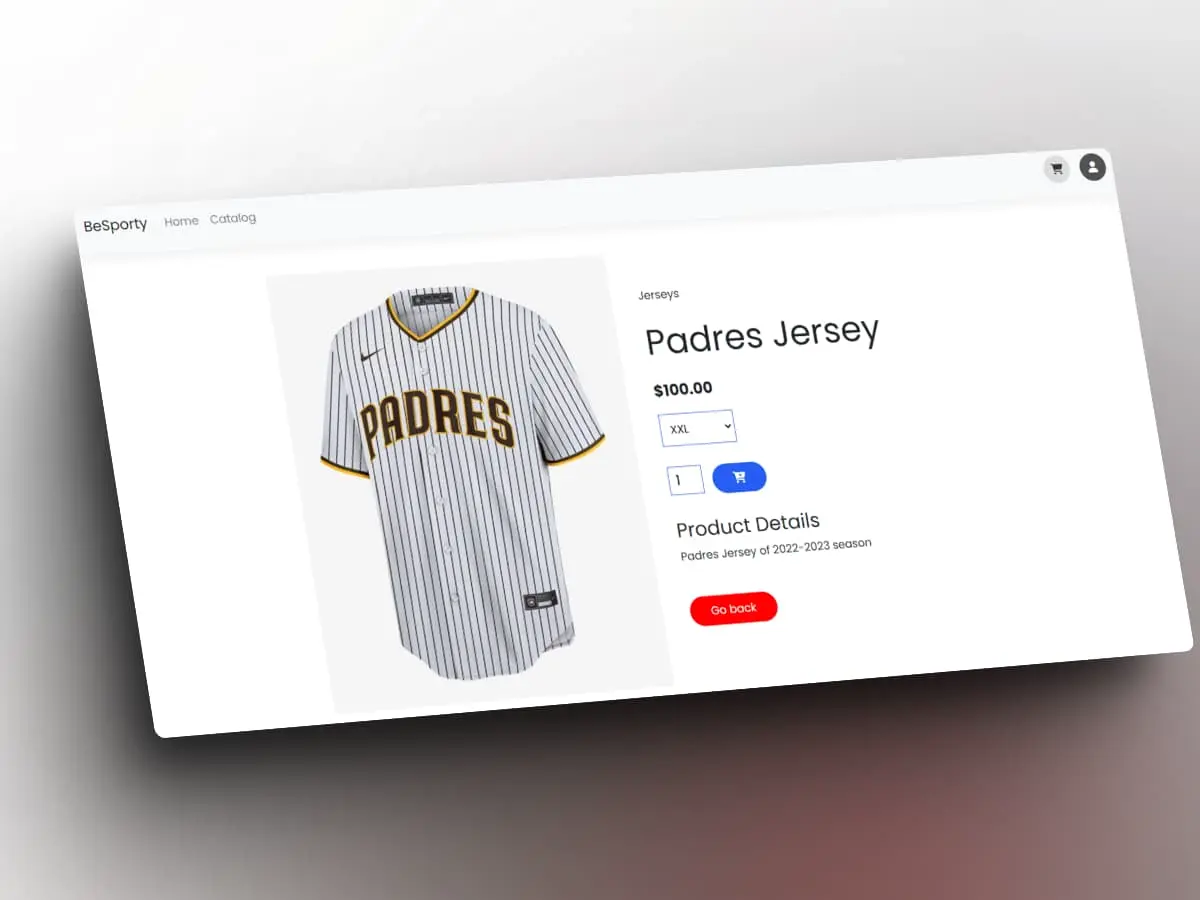 BeSporty Home Catalog
PADRES
Jerseys
Padres Jersey
$100.00
XXL
1
Product Details
Padres Jersey of 2022-2023 season
Go back